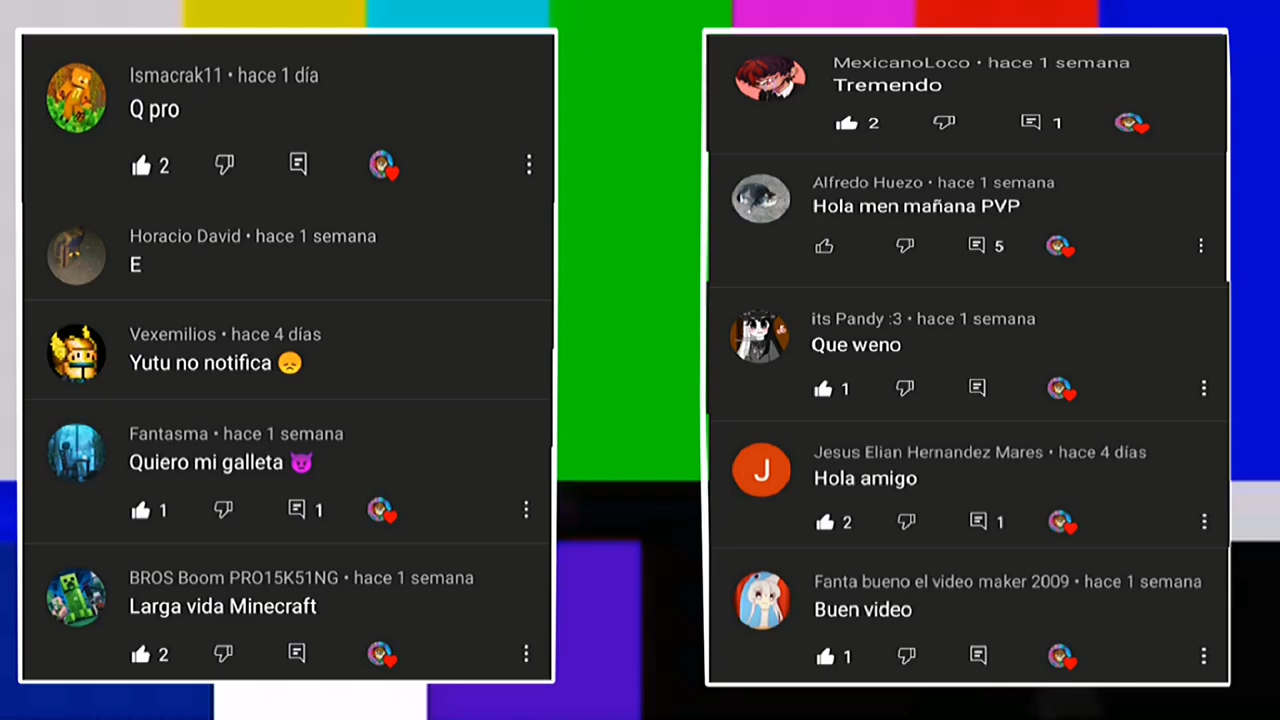 Ismacrak11 • hace 1 día
Q pro
2
Horacio David • hace 1 semana
E
Vexemilios • hace 4 días
Yutu no notifica 😞
Fantasma • hace 1 semana
Quiero mi galleta 😈
1 1
BROS Boom PRO15K51NG • hace 1 semana
Larga vida Minecraft
2
MexicanoLoco • hace 1 semana
Tremendo
2 1
Alfredo Huezo • hace 1 semana
Hola men mañana PVP
5
its Pandy :3 • hace 1 semana
Que weno
1
J
Jesus Elian Hernandez Mares • hace 4 días
Hola amigo
2 1
Fanta bueno el video maker 2009 • hace 1 semana
Buen video
1